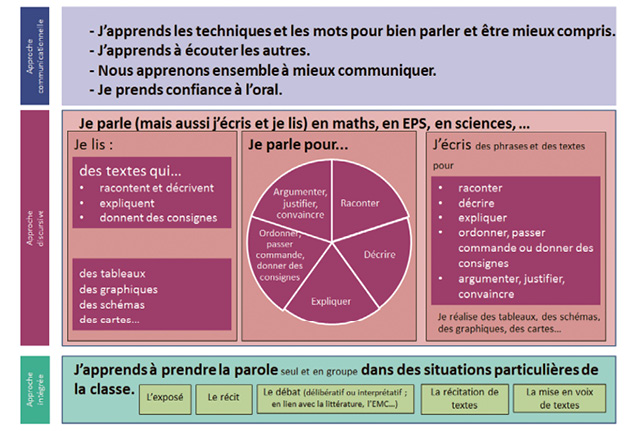 Approche
communicationnelle
- J'apprends les techniques et les mots pour bien parler et être mieux compris.
- J'apprends à écouter les autres.
- Nous apprenons ensemble à mieux communiquer.
- Je prends confiance à l'oral.
Approche
discursive
Je parle (mais aussi j'écris et je lis) en maths, en EPS, en sciences, ...
Je lis :
des textes qui...
• racontent et décrivent
• expliquent
• donnent des consignes
des tableaux
des graphiques
des schémas
des cartes...
Je parle pour...
Argumenter,
justifier,
convaincre
Raconter
Ordonner,
passer
commande,
donner des
consignes
Décrire
Expliquer
J'écris des phrases et des textes
pour
• raconter
• décrire
• expliquer
• ordonner, passer
commande ou donner des
consignes
• argumenter, justifier,
convaincre
Je réalise des tableaux, des schémas,
des graphiques, des cartes...
Approche
intégrée
J'apprends à prendre la parole seul et en groupe dans des situations particulières de
la classe.
L'exposé
Le récit
Le débat (délibératif ou interprétatif ;
en lien avec la littérature, l'EMC...)
La récitation de
textes
La mise en voix
de textes